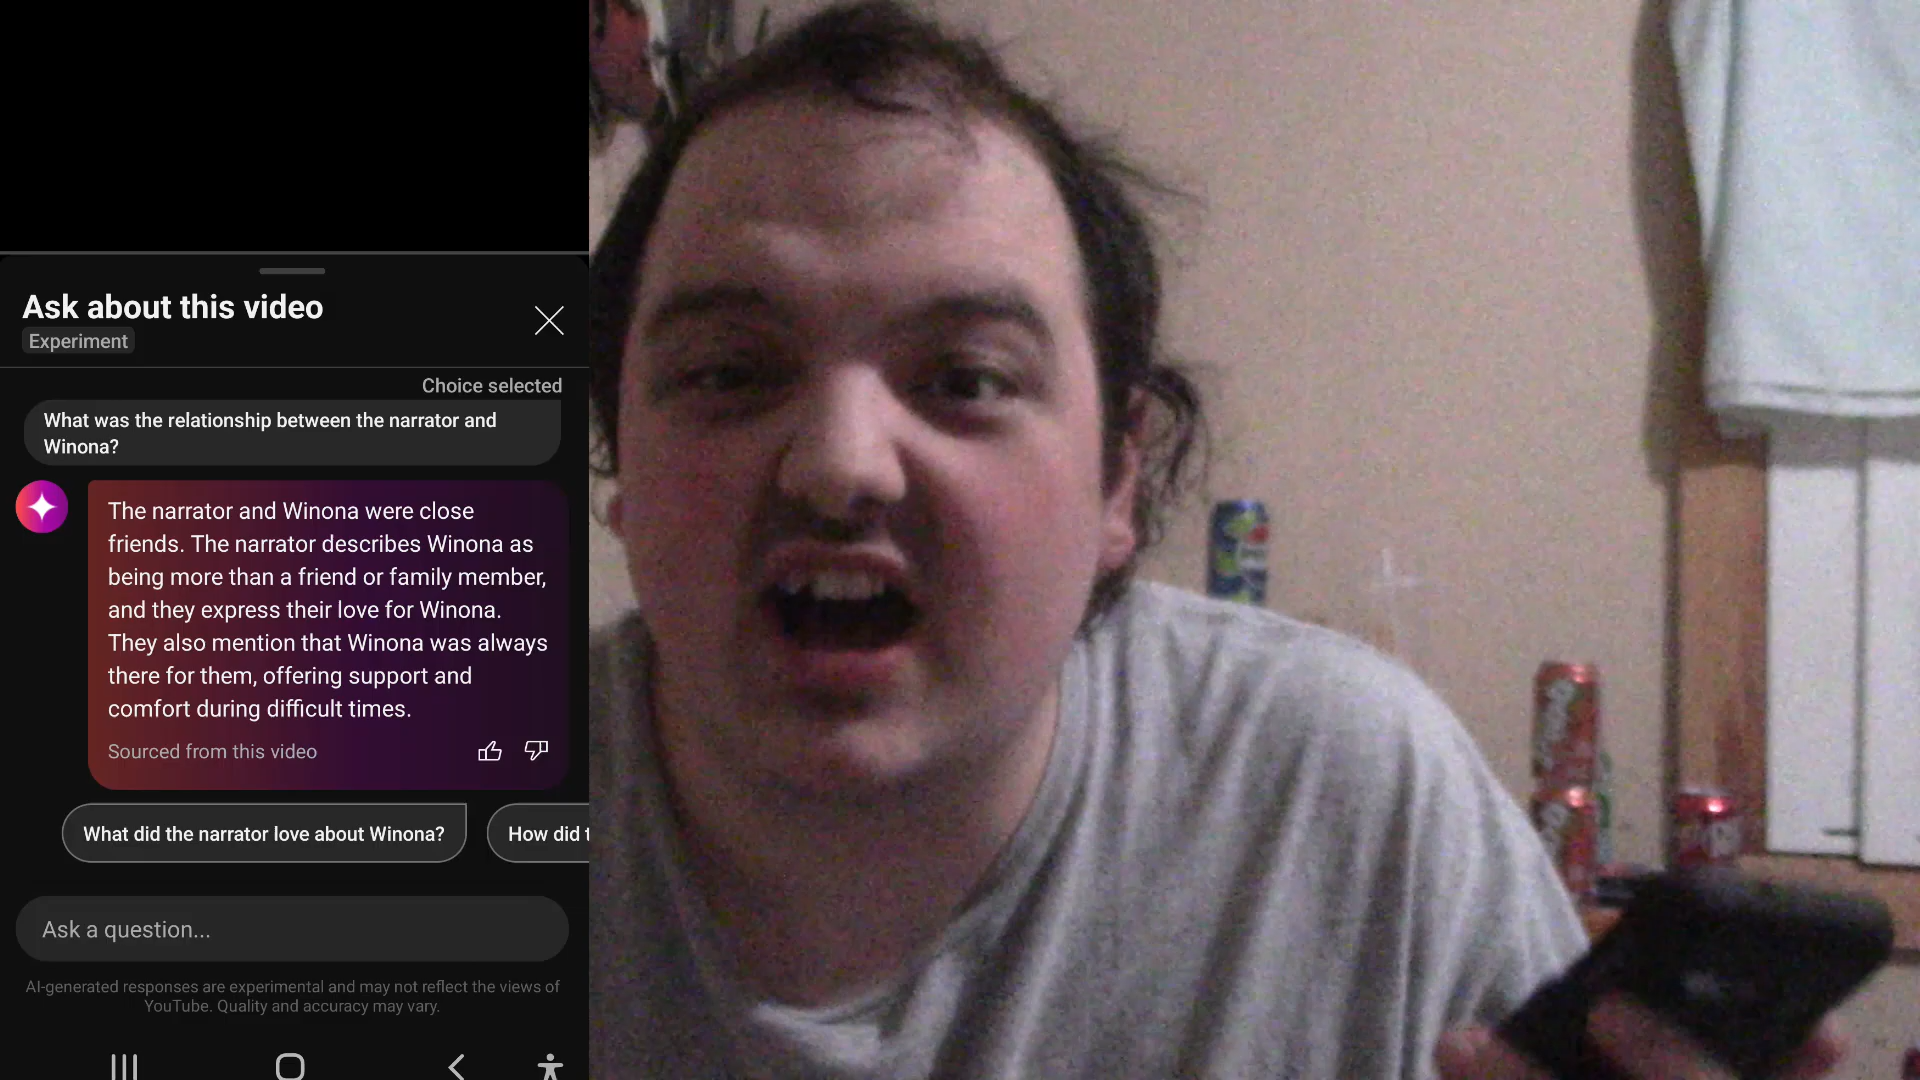 Ask about this video
Experiment
Choice selected
What was the relationship between the narrator and
Winona?
The narrator and Winona were close
friends. The narrator describes Winona as
being more than a friend or family member,
and they express their love for Winona.
They also mention that Winona was always
there for them, offering support and
comfort during difficult times.
Sourced from this video
What did the narrator love about Winona?
How did
Ask a question...
AI-generated responses are experimental and may not reflect the views of
YouTube. Quality and accuracy may vary.